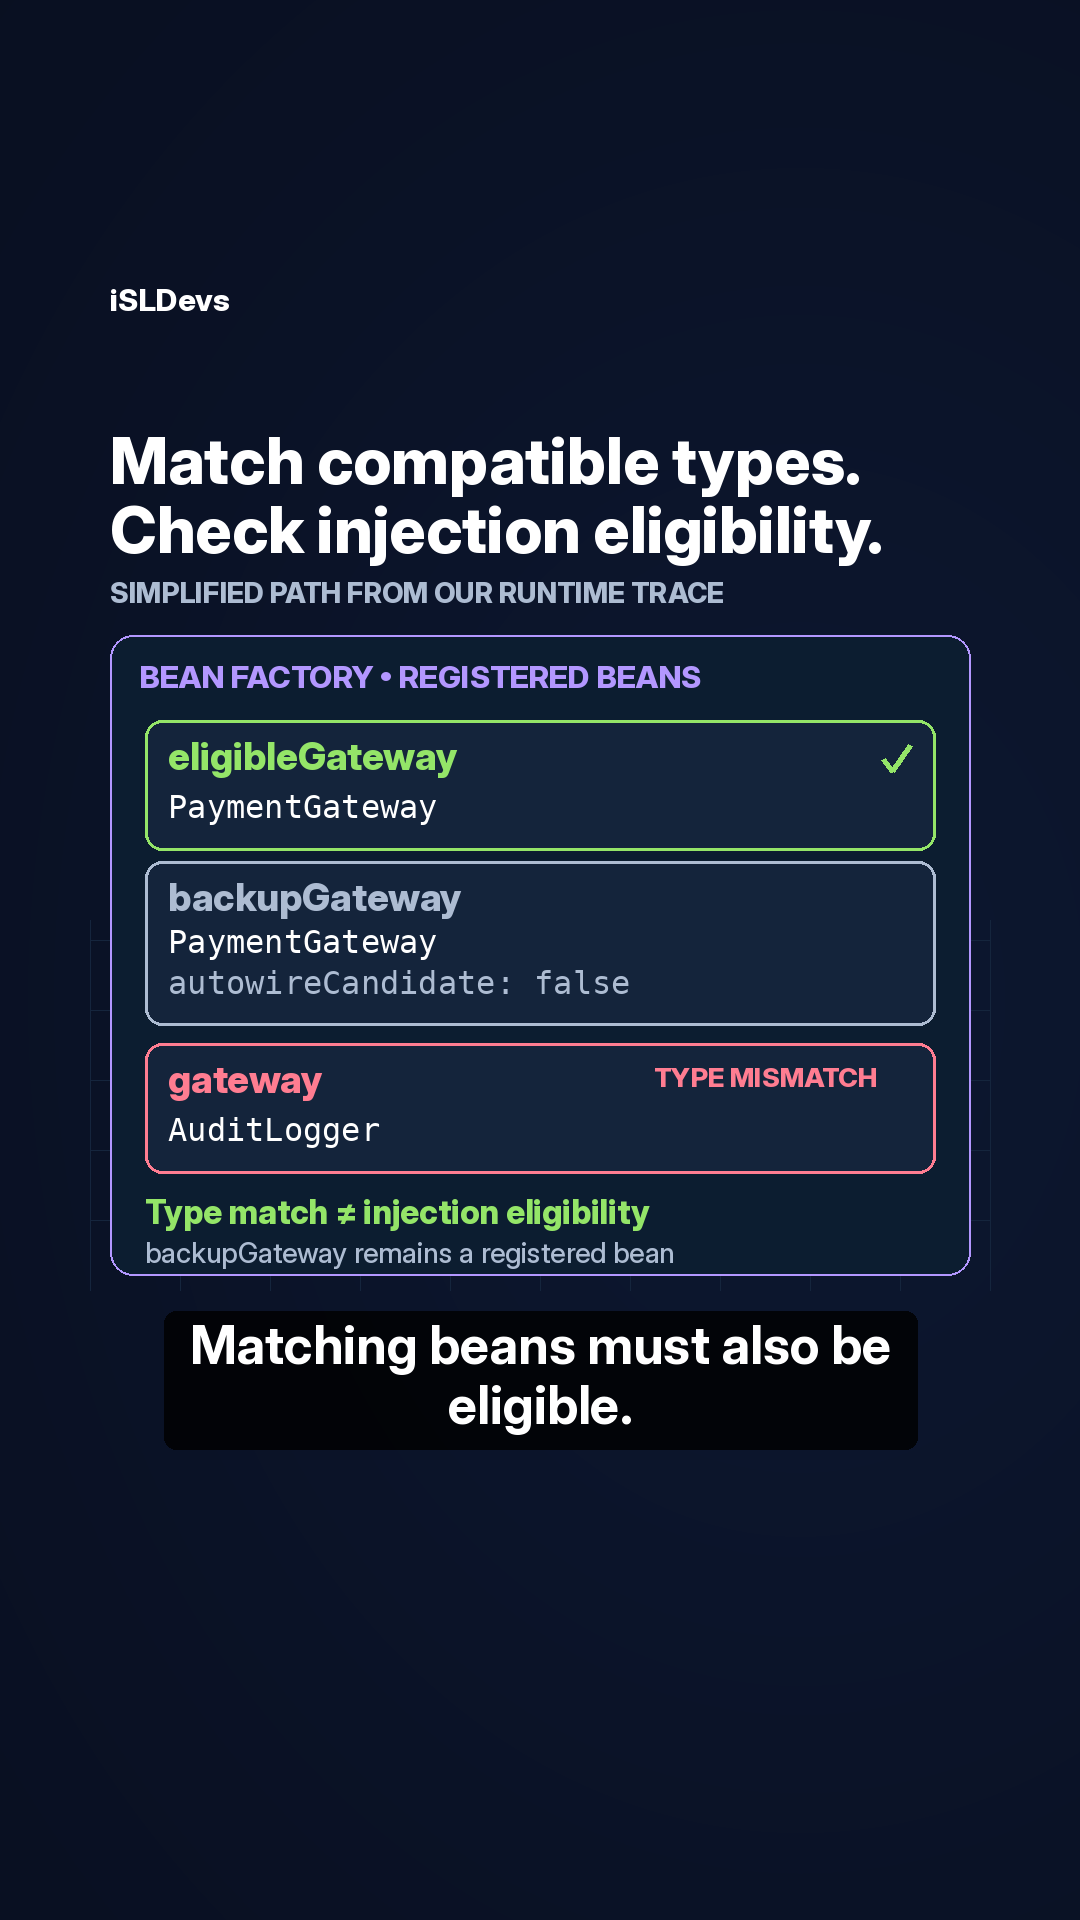 iSLDevs
Match compatible types.
Check injection eligibility.
SIMPLIFIED PATH FROM OUR RUNTIME TRACE
BEAN FACTORY • REGISTERED BEANS
eligibleGateway ✓
PaymentGateway
backupGateway
PaymentGateway
autowireCandidate: false
gateway TYPE MISMATCH
AuditLogger
Type match ≠ injection eligibility
backupGateway remains a registered bean
Matching beans must also be
eligible.